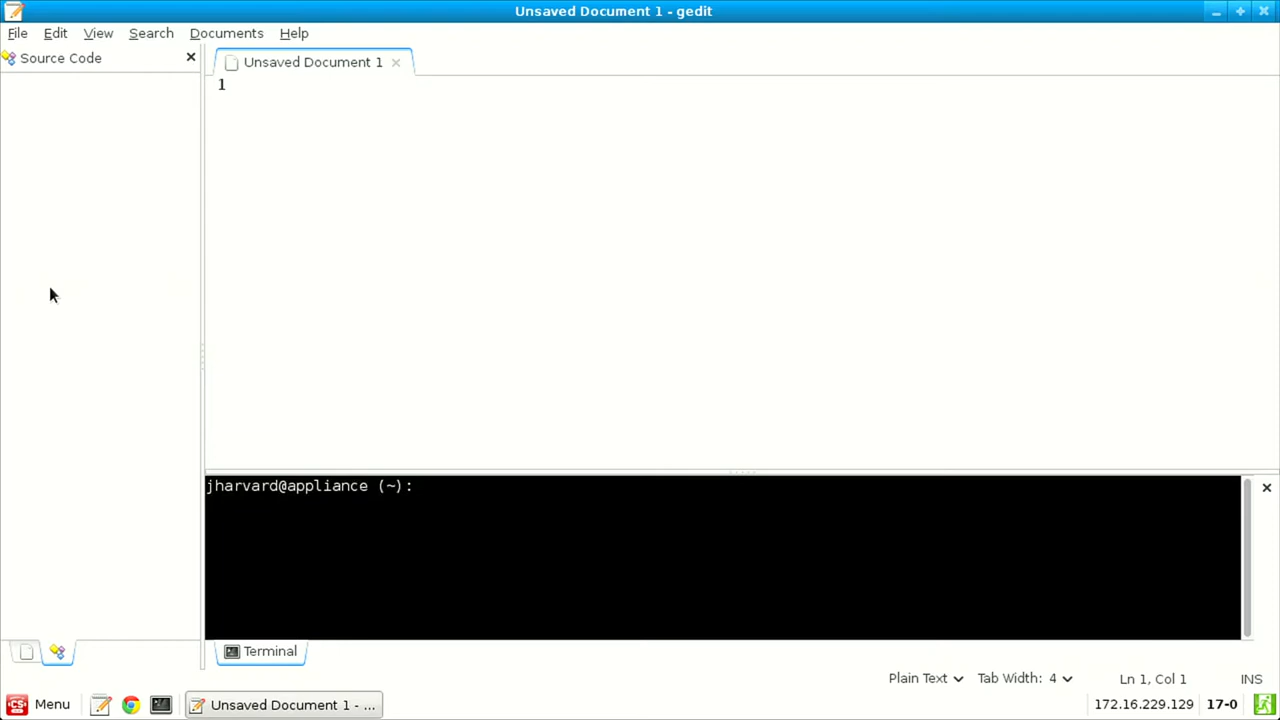 Unsaved Document 1 - gedit
File Edit View Search Documents Help
Source Code
Unsaved Document 1
1
jharvard@appliance (~):
Terminal
Plain Text Tab Width: 4 Ln 1, Col 1 INS
CS Menu Unsaved Document 1 - ... 172.16.229.129 17-0